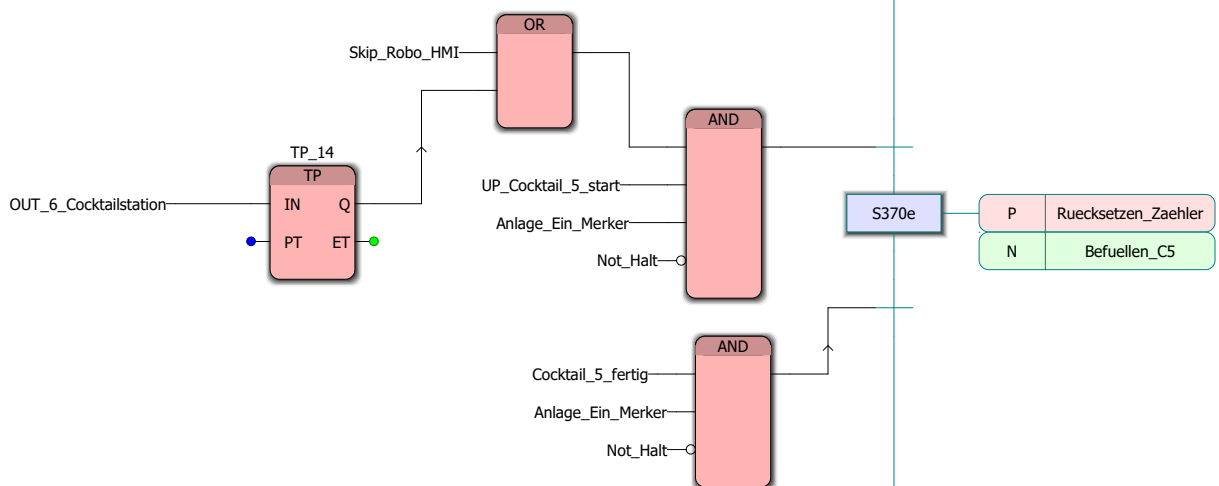 OR
Skip_Robo_HMI
AND
TP_14
TP
OUT_6_Cocktailstation
IN Q
PT ET
UP_Cocktail_5_start
Anlage_Ein_Merker
Not_Halt
S370e
P Ruecksetzen_Zaehler
N Befuellen_C5
AND
Cocktail_5_fertig
Anlage_Ein_Merker
Not_Halt